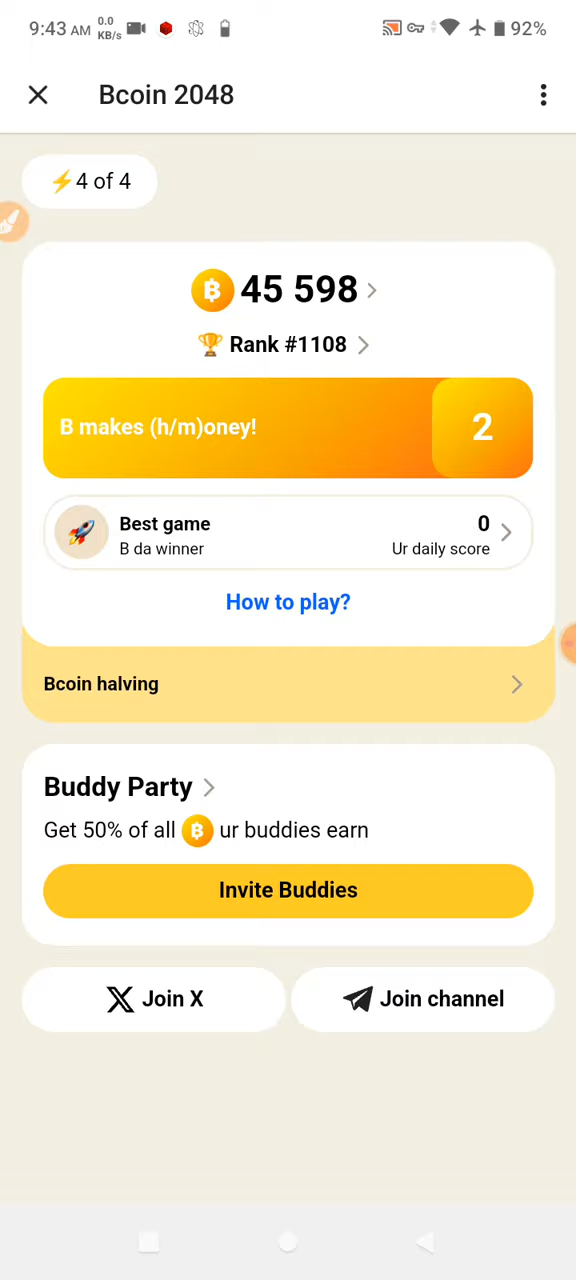 9:43 AM 0.0 KB/s 92%
Bcoin 2048
4 of 4
45 598
Rank #1108
B makes (h/m)oney!
2
Best game 0
B da winner Ur daily score
How to play?
Bcoin halving
Buddy Party
Get 50% of all ur buddies earn
Invite Buddies
Join X
Join channel